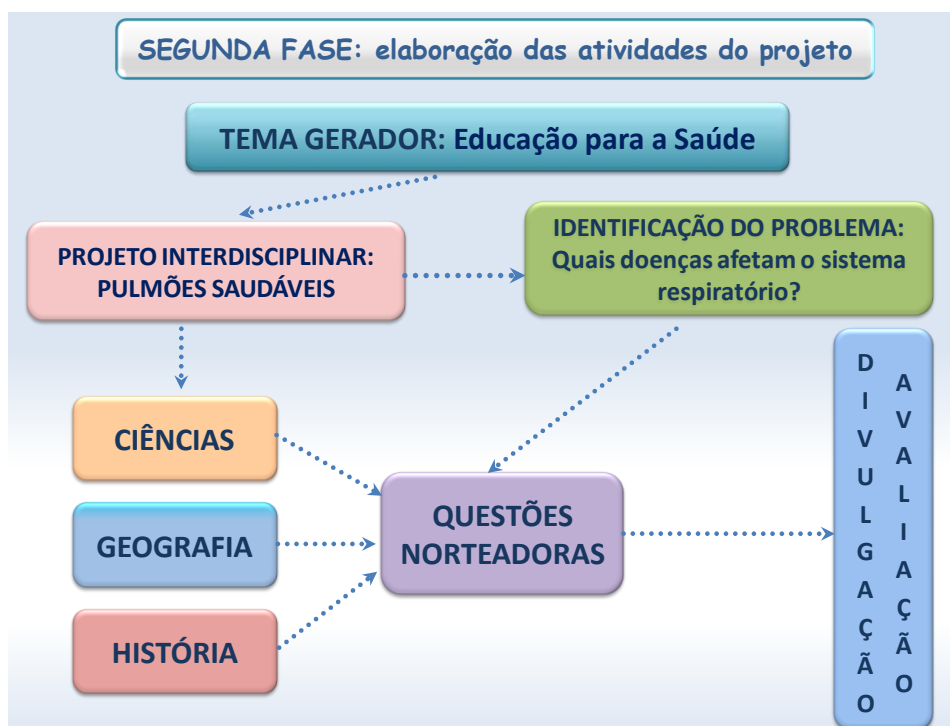 SEGUNDA FASE: elaboração das atividades do projeto
TEMA GERADOR: Educação para a Saúde
PROJETO INTERDISCIPLINAR:
PULMÕES SAUDÁVEIS
IDENTIFICAÇÃO DO PROBLEMA:
Quais doenças afetam o sistema
respiratório?
CIÊNCIAS
GEOGRAFIA
HISTÓRIA
QUESTÕES
NORTEADORAS
DIVULGAÇÃO
AVALIAÇÃO